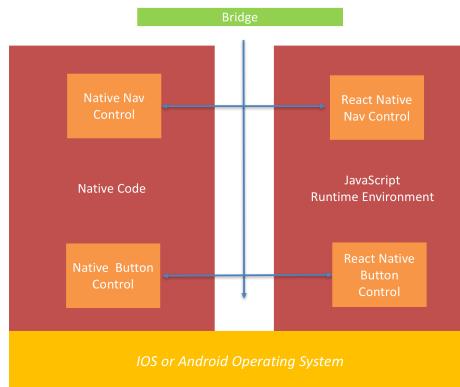 Bridge
Native Nav
Control
React Native
Nav Control
Native Code
JavaScript
Runtime Environment
Native Button
Control
React Native
Button
Control
IOS or Android Operating System